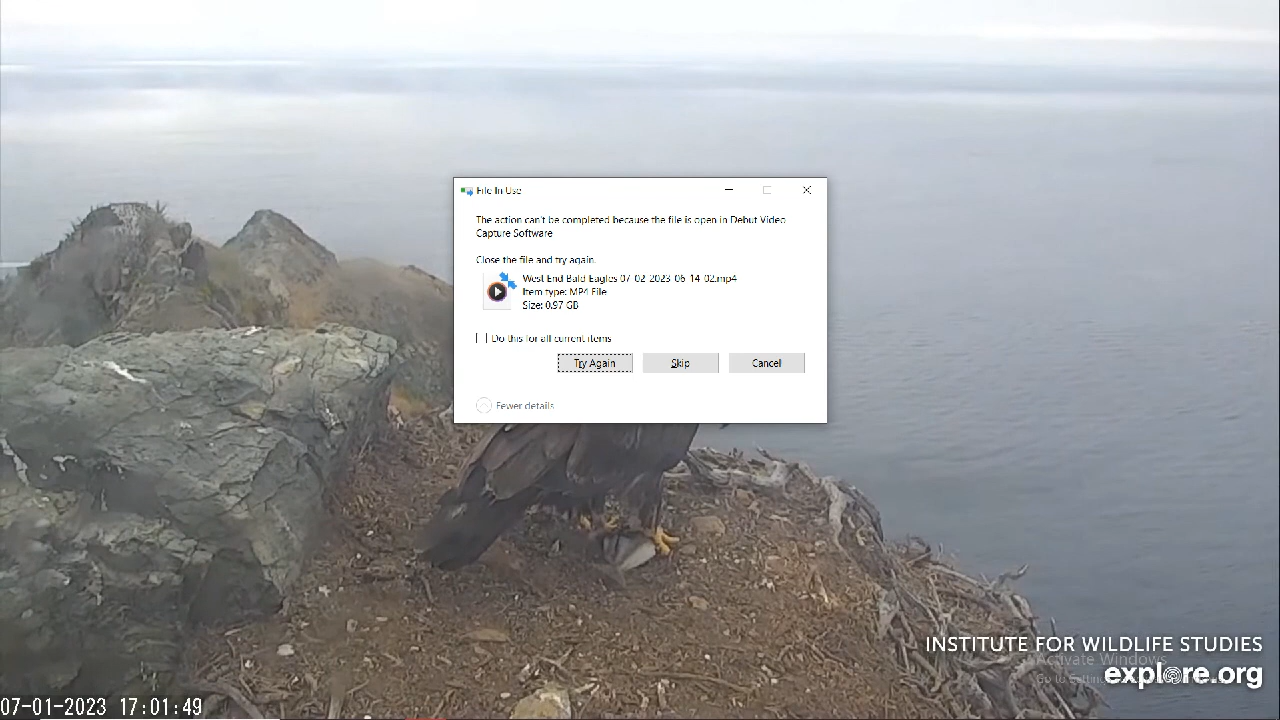 File In Use
The action can't be completed because the file is open in Debut Video
Capture Software
Close the file and try again.
West End Bald Eagles 07-02-2023-06-14-02.mp4
Item type: MP4 File
Size: 0.97 GB
Do this for all current items
Try Again
Skip
Cancel
Fewer details
INSTITUTE FOR WILDLIFE STUDIES
Activate Windows
Go to Settings
explore.org
07-01-2023 17:01:49